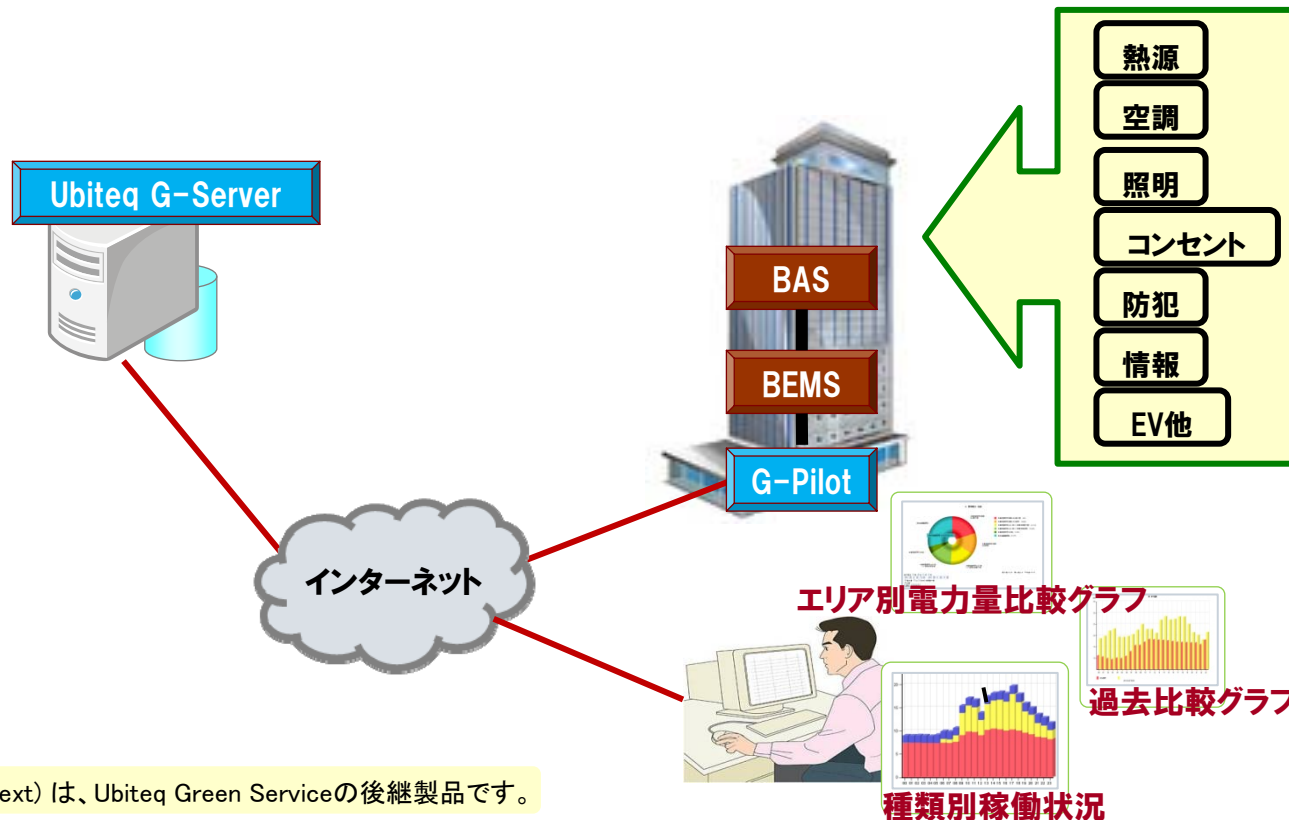 熱源
空調
照明
コンセント
防犯
情報
EV他
Ubiteq G-Server
BAS
BEMS
G-Pilot
インターネット
エリア別電力量比較グラフ
過去比較グラフ
種類別稼働状況
ext) は、Ubiteq Green Serviceの後継製品です。